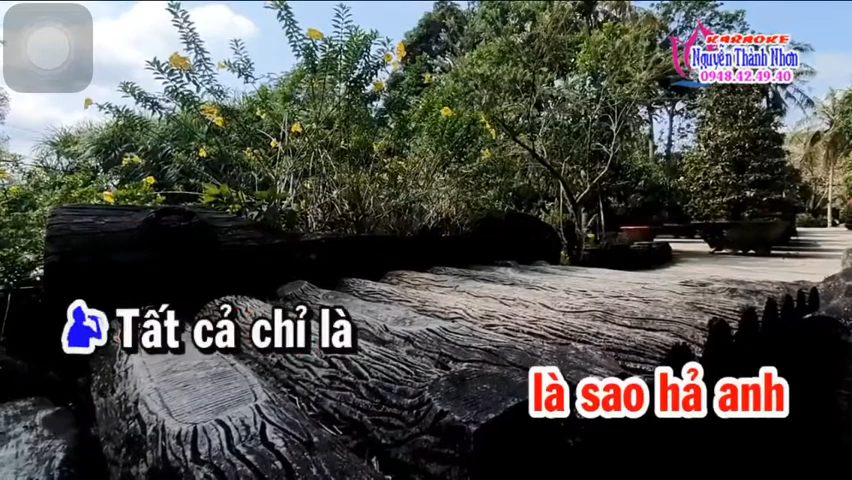 KARAOKE
Nguyễn Thành Nhơn
0948.42.49.40
Tất cả chỉ là
là sao hả anh